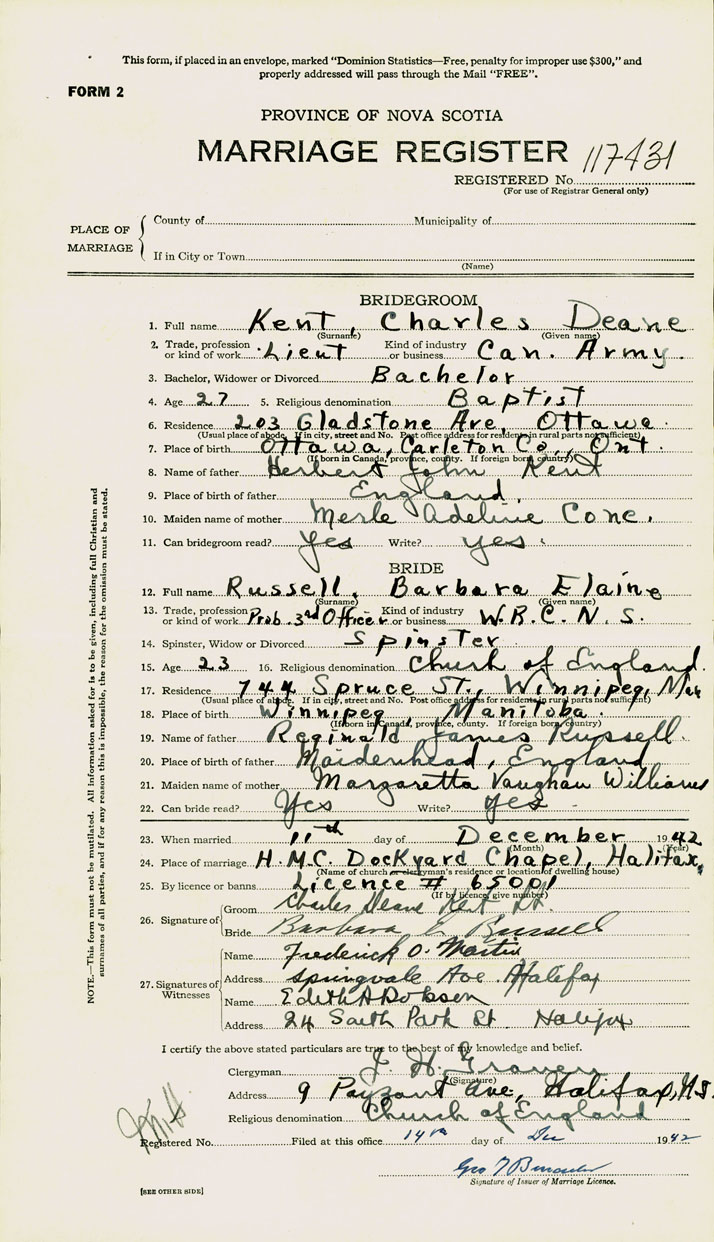 This form, if placed in an envelope, marked "Dominion Statistics—Free, penalty for improper use $300," and
properly addressed will pass through the Mail "FREE".
FORM 2
PROVINCE OF NOVA SCOTIA
MARRIAGE REGISTER 117431
REGISTERED No.
(For use of Registrar General only)
PLACE OF MARRIAGE
County of Municipality of
If in City or Town
(Name)
BRIDEGROOM
1. Full name Kent, Charles Deane
(Surname) (Given name)
2. Trade, profession or kind of work Lieut Kind of industry or business Can. Army.
3. Bachelor, Widower or Divorced Bachelor
4. Age 27 5. Religious denomination Baptist
6. Residence 203 Gladstone Ave, Ottawa.
(Usual place of abode. If in city, street and No. Post office address for residents in rural parts not sufficient)
7. Place of birth Ottawa, Carleton Co., Ont.
(If born in Canada, province, county. If foreign born, country)
8. Name of father Herbert John Kent
9. Place of birth of father England.
10. Maiden name of mother Merle Adeline Cone.
11. Can bridegroom read? Yes Write? yes.
BRIDE
12. Full name Russell, Barbara Elaine
(Surname) (Given name)
13. Trade, profession or kind of work Prob. 3rd Officer Kind of industry or business W.R.C.N.S.
14. Spinster, Widow or Divorced Spinster
15. Age 23 16. Religious denomination Church of England.
17. Residence 744 Spruce St., Winnipeg, Man
(Usual place of abode. If in city, street and No. Post office address for residents in rural parts not sufficient)
18. Place of birth Winnipeg, Manitoba.
(If born in Canada, province, county. If foreign born, country)
19. Name of father Reginald James Russell.
20. Place of birth of father Maidenhead, England
21. Maiden name of mother Margaretta Vaughan Williams
22. Can bride read? Yes Write? yes
23. When married 11th day of December 1942
(Month) (Year)
24. Place of marriage H.M.C. Dockyard Chapel, Halifax,
(Name of church or clergyman's residence or location of dwelling house)
25. By licence or banns Licence # 65001
(If by licence, give number)
26. Signature of
Groom Charles Deane Kent Lt.
Bride Barbara E. Russell
27. Signatures of Witnesses
Name Frederick O. Martin
Address Springvale Ave Halifax
Name Edith A Dobson
Address 24 South Park St. Halifax
I certify the above stated particulars are true to the best of my knowledge and belief.
Clergyman J. H. Graven
(Signature)
Address 9 Payzant Ave, Halifax, N.S.
Religious denomination Church of England
Registered No. Filed at this office 14th day of Dec 1942
Geo T
Signature of Issuer of Marriage Licence.
[SEE OTHER SIDE]
NOTE.—This form must not be mutilated. All information asked for is to be given, including full Christian and
surnames of all parties, and if for any reason this is impossible, the reason for the omission must be stated.